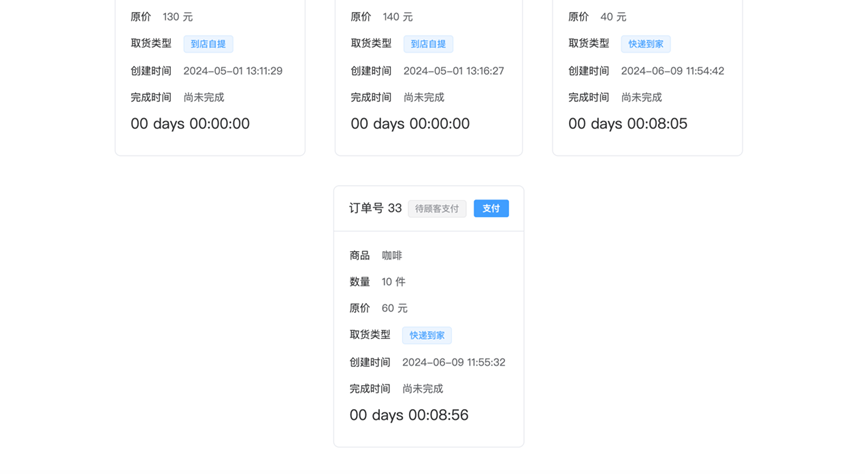 原价 130 元
取货类型 到店自提
创建时间 2024-05-01 13:11:29
完成时间 尚未完成
00 days 00:00:00
原价 140 元
取货类型 到店自提
创建时间 2024-05-01 13:16:27
完成时间 尚未完成
00 days 00:00:00
原价 40 元
取货类型 快递到家
创建时间 2024-06-09 11:54:42
完成时间 尚未完成
00 days 00:08:05
订单号 33 待顾客支付 支付
商品 咖啡
数量 10 件
原价 60 元
取货类型 快递到家
创建时间 2024-06-09 11:55:32
完成时间 尚未完成
00 days 00:08:56